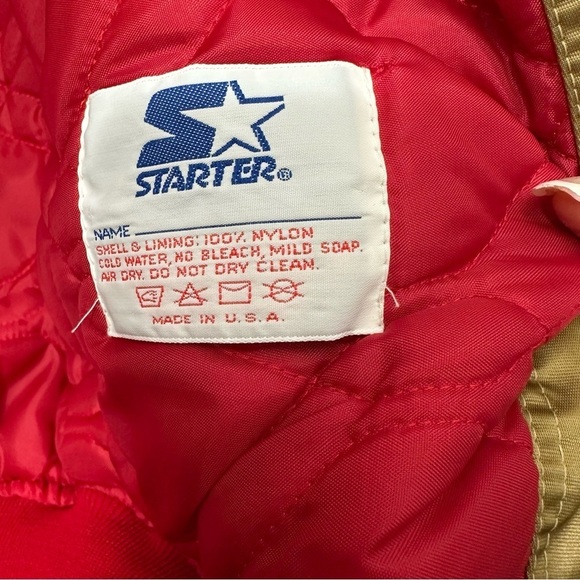 STARTER®
NAME
SHELL & LINING: 100% NYLON
COLD WATER, NO BLEACH, MILD SOAP.
AIR DRY. DO NOT DRY CLEAN.
MADE IN U.S.A.